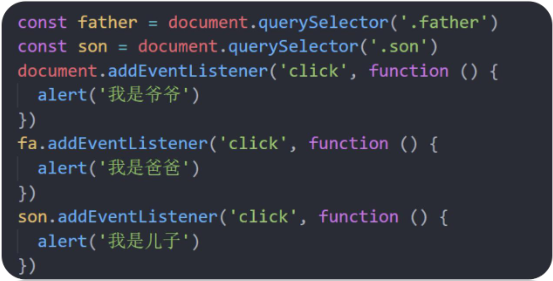 const father = document.querySelector('.father')
const son = document.querySelector('.son')
document.addEventListener('click', function () {
  alert('我是爷爷')
})
fa.addEventListener('click', function () {
  alert('我是爸爸')
})
son.addEventListener('click', function () {
  alert('我是儿子')
})